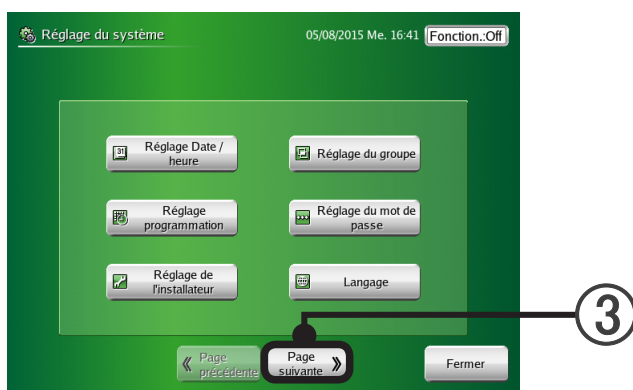 Réglage du système
05/08/2015 Me. 16:41 Fonction.:Off
31
Réglage Date /
heure
Réglage du groupe
Réglage
programmation
Réglage du mot de
passe
Réglage de
l'installateur
Langage
« Page
précédente
Page
suivante »
Fermer
3